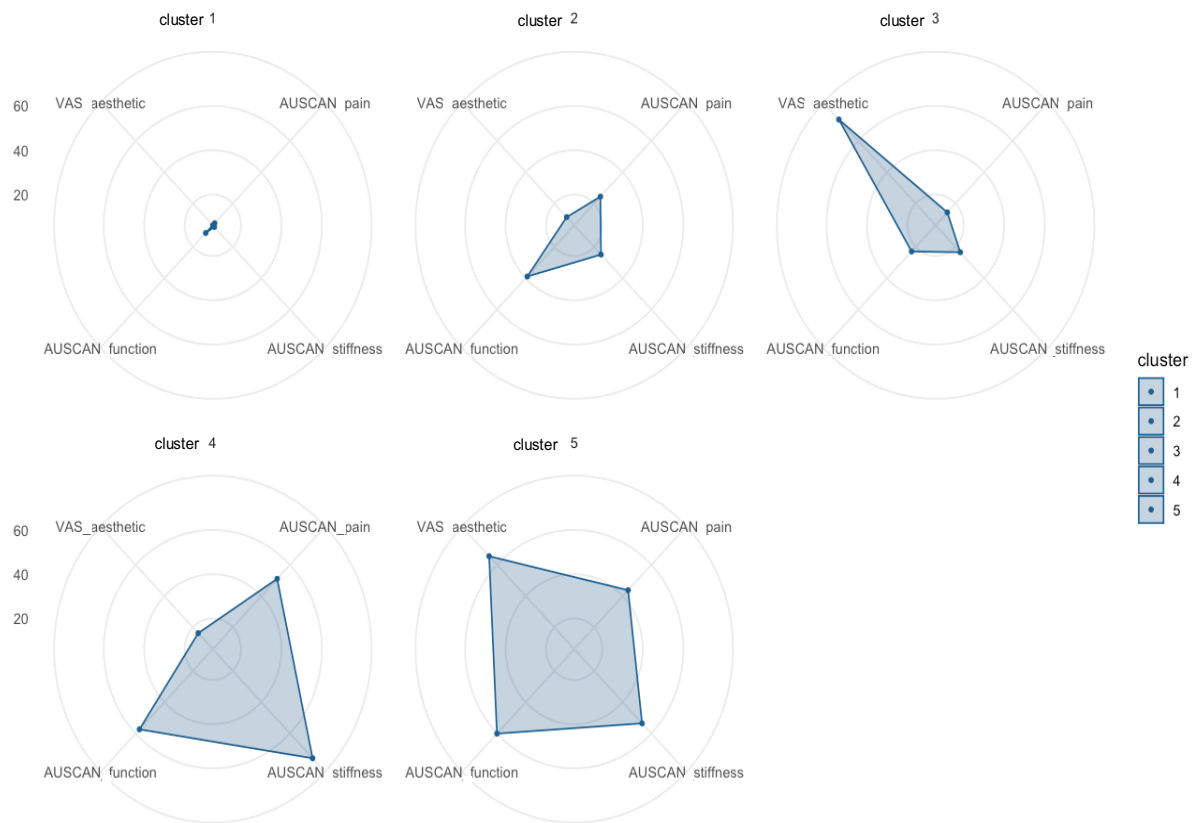 cluster 1
cluster 2
cluster 3
VAS_aesthetic
AUSCAN_pain
VAS_aesthetic
AUSCAN_pain
VAS_aesthetic
AUSCAN_pain
60
40
20
AUSCAN_function
AUSCAN_stiffness
AUSCAN_function
AUSCAN_stiffness
AUSCAN_function
AUSCAN_stiffness
cluster
1
2
3
4
5
cluster 4
cluster 5
VAS_aesthetic
AUSCAN_pain
VAS_aesthetic
AUSCAN_pain
60
40
20
AUSCAN_function
AUSCAN_stiffness
AUSCAN_function
AUSCAN_stiffness